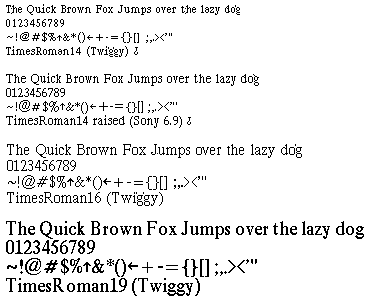 The Quick Brown Fox Jumps over the lazy dog
0123456789
~!@#$%↑&*()←+-={}[] ;,.><'"
TimesRoman14 (Twiggy) ¿
The Quick Brown Fox Jumps over the lazy dog
0123456789
~!@#$%↑&*()←+-={}[] ;,.><'"
TimesRoman14 raised (Sony 6.9) ¿
The Quick Brown Fox Jumps over the lazy dog
0123456789
~!@#$%↑&*()←+-={}[] ;,.><'"
TimesRoman16 (Twiggy)
The Quick Brown Fox Jumps over the lazy dog
0123456789
~!@#$%↑&*()←+-={}[] ;,.><'"
TimesRoman19 (Twiggy)